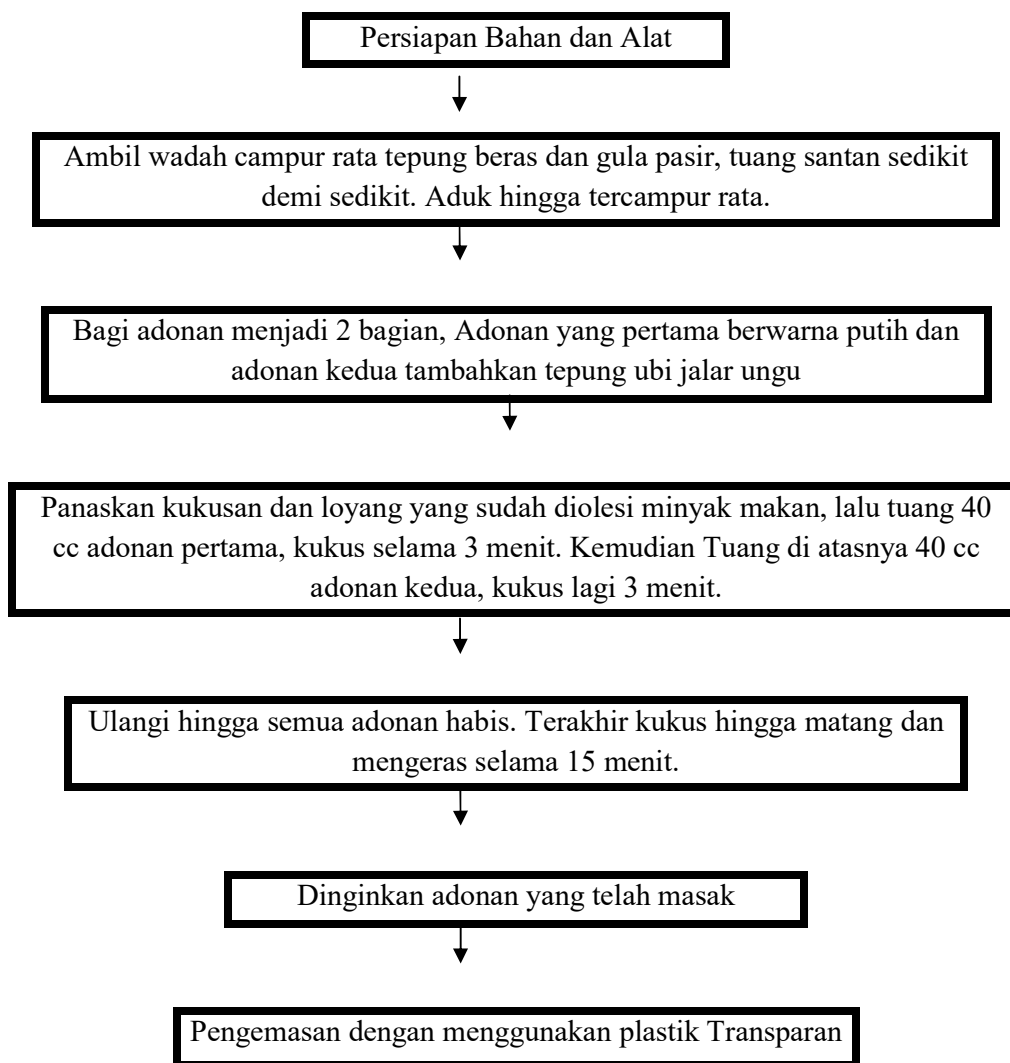 Persiapan Bahan dan Alat
Ambil wadah campur rata tepung beras dan gula pasir, tuang santan sedikit
demi sedikit. Aduk hingga tercampur rata.
Bagi adonan menjadi 2 bagian, Adonan yang pertama berwarna putih dan
adonan kedua tambahkan tepung ubi jalar ungu
Panaskan kukusan dan loyang yang sudah diolesi minyak makan, lalu tuang 40
cc adonan pertama, kukus selama 3 menit. Kemudian Tuang di atasnya 40 cc
adonan kedua, kukus lagi 3 menit.
Ulangi hingga semua adonan habis. Terakhir kukus hingga matang dan
mengeras selama 15 menit.
Dinginkan adonan yang telah masak
Pengemasan dengan menggunakan plastik Transparan